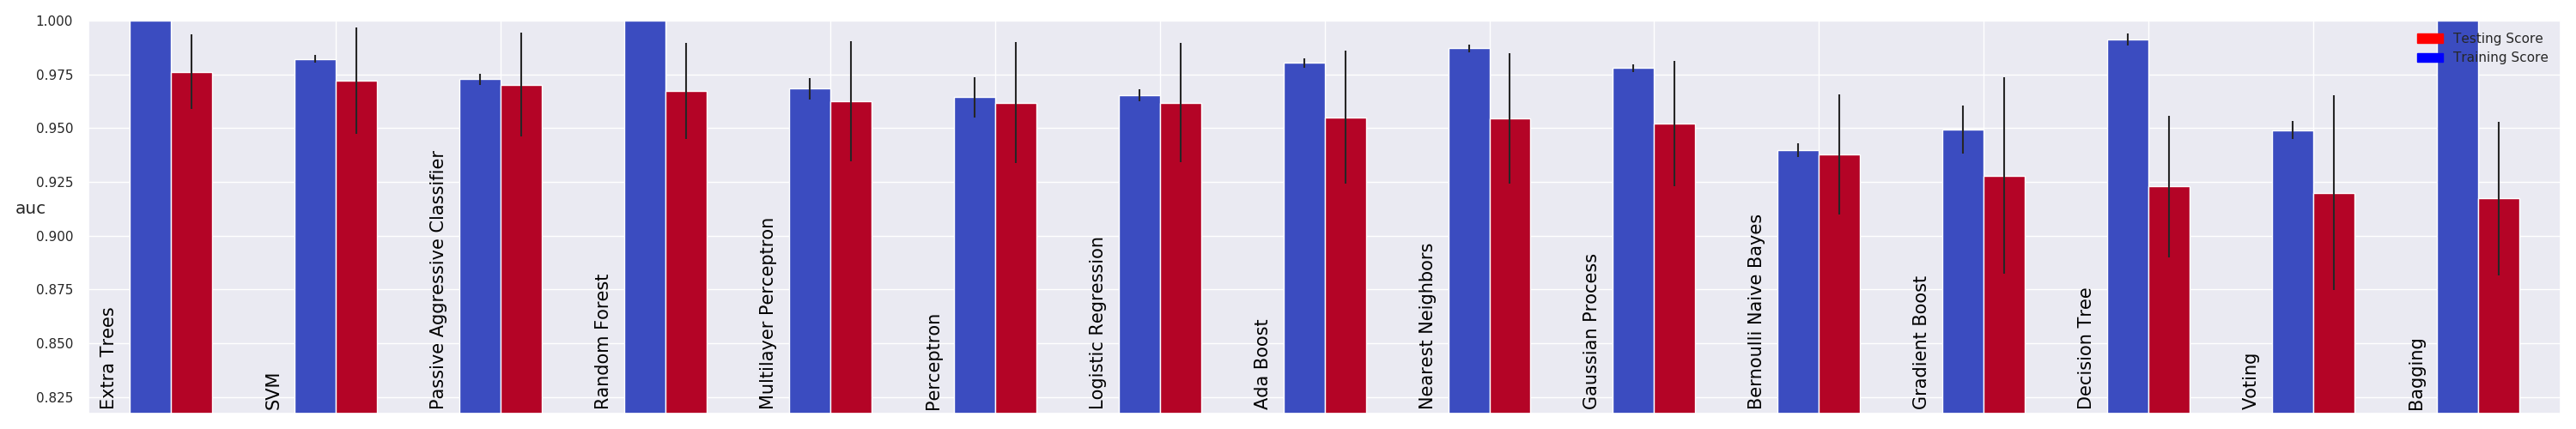 1.000
0.975
0.950
0.925
0.900
0.875
0.850
0.825
auc
Extra Trees
SVM
Passive Aggressive Classifier
Random Forest
Multilayer Perceptron
Perceptron
Logistic Regression
Ada Boost
Nearest Neighbors
Gaussian Process
Bernoulli Naive Bayes
Gradient Boost
Decision Tree
Voting
Bagging
Testing Score
Training Score